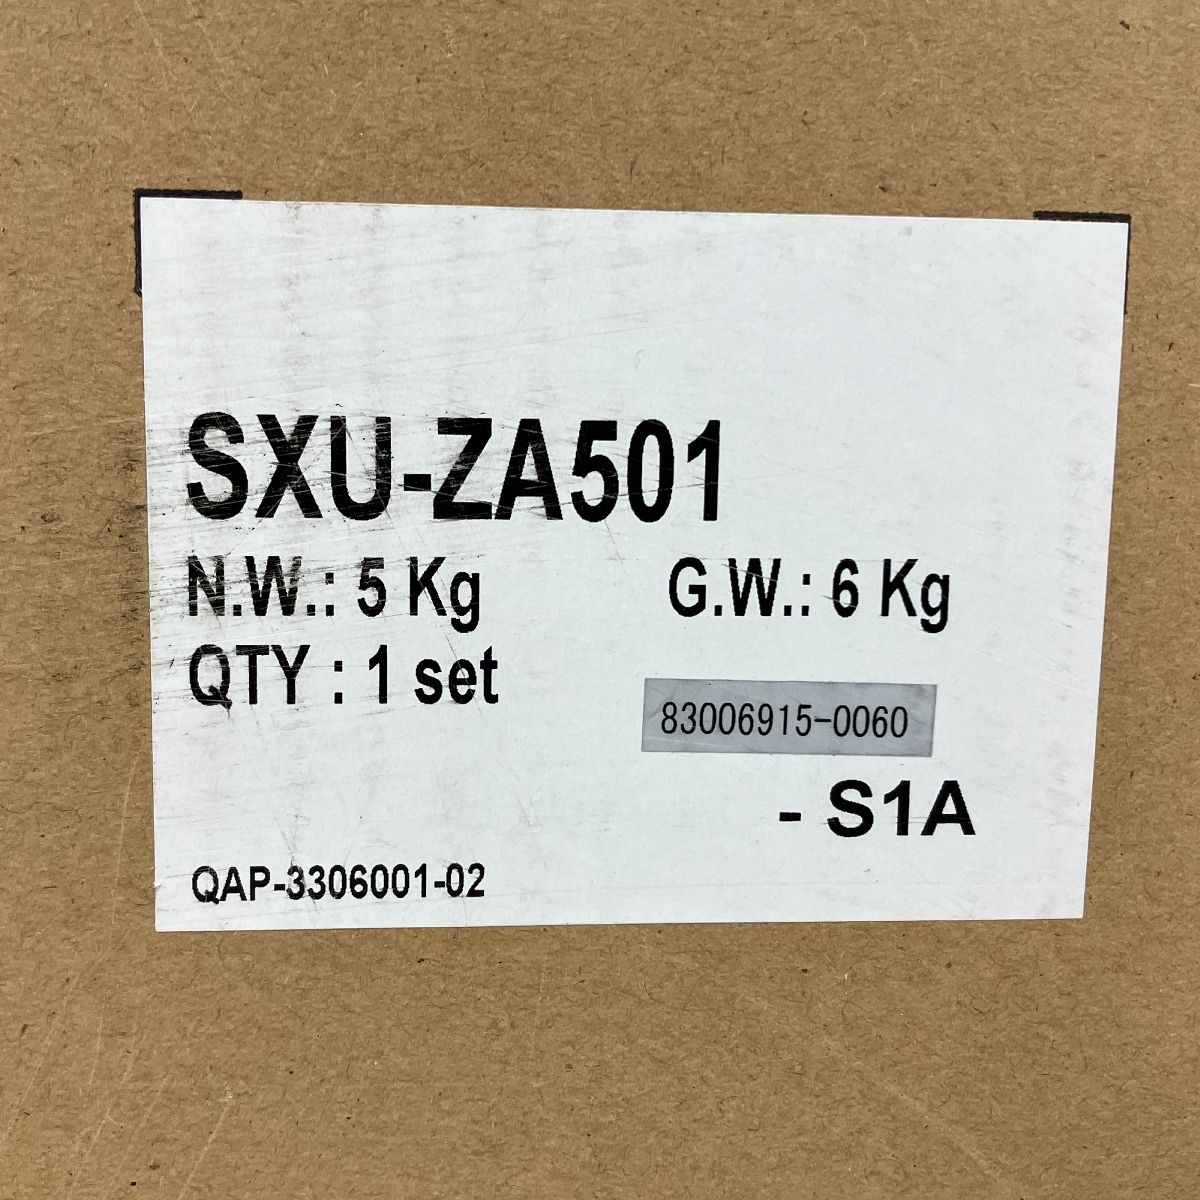 SXU-ZA501
N.W.: 5 Kg G.W.: 6 Kg
QTY : 1 set
83006915-0060
- S1A
QAP-3306001-02